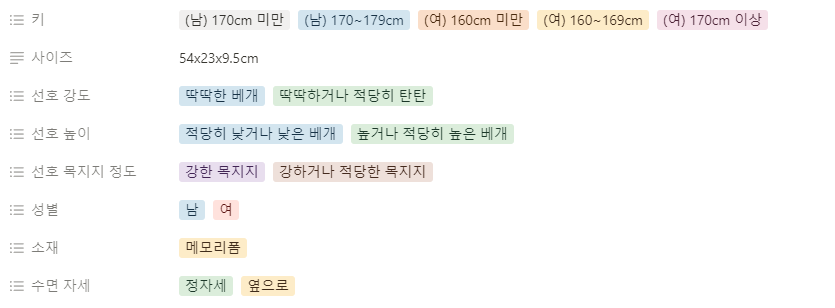 키 (남) 170cm 미만 (남) 170~179cm (여) 160cm 미만 (여) 160~169cm (여) 170cm 이상
사이즈 54x23x9.5cm
선호 강도 딱딱한 베개 딱딱하거나 적당히 탄탄
선호 높이 적당히 낮거나 낮은 베개 높거나 적당히 높은 베개
선호 목지지 정도 강한 목지지 강하거나 적당한 목지지
성별 남 여
소재 메모리폼
수면 자세 정자세 옆으로